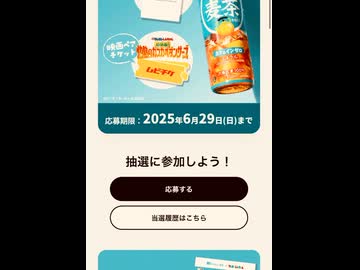 麦茶
カフェインゼロ
映画ペア
チケット
ムビチケ
応募期限：2025年6月29日(日)まで
抽選に参加しよう！
応募する
当選履歴はこちら